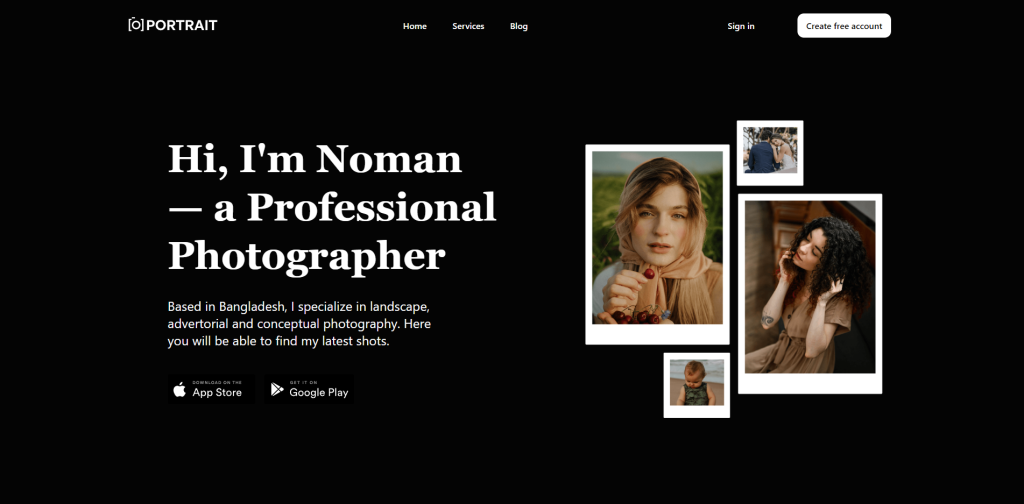 PORTRAIT
Home
Services
Blog
Sign in
Create free account
Hi, I'm Noman
— a Professional
Photographer
Based in Bangladesh, I specialize in landscape,
advertorial and conceptual photography. Here
you will be able to find my latest shots.
DOWNLOAD ON THE
App Store
GET IT ON
Google Play